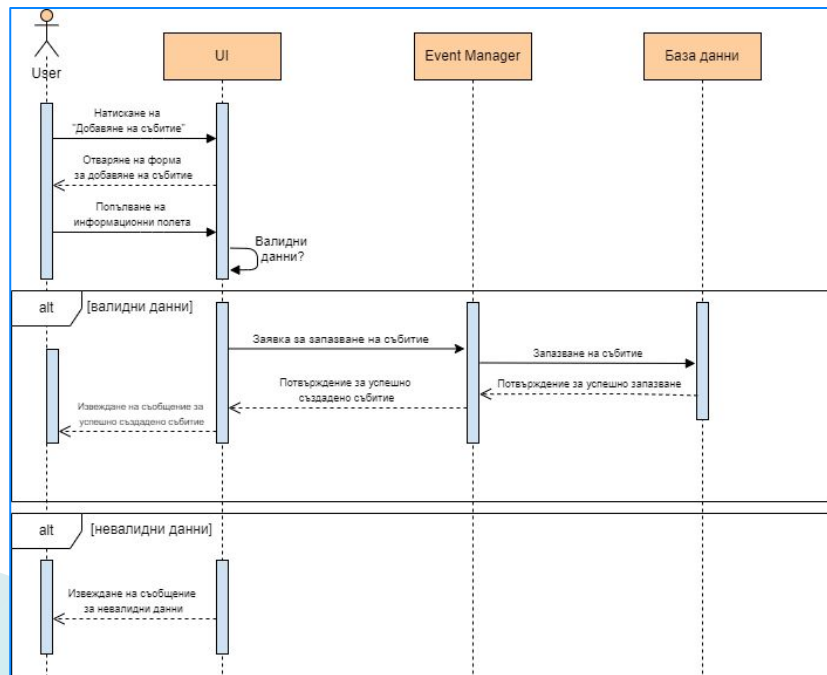 User
UI
Event Manager
База данни
Натискане на
"Добавяне на събитие"
Отваряне на форма
за добавяне на събитие
Попълване на
информационни полета
Валидни
данни?
alt
[валидни данни]
Заявка за запазване на събитие
Запазване на събитие
Потвърждение за успешно запазване
Потвърждение за успешно
създадено събитие
Извеждане на съобщение за
успешно създадено събитие
alt
[невалидни данни]
Извеждане на съобщение
за невалидни данни